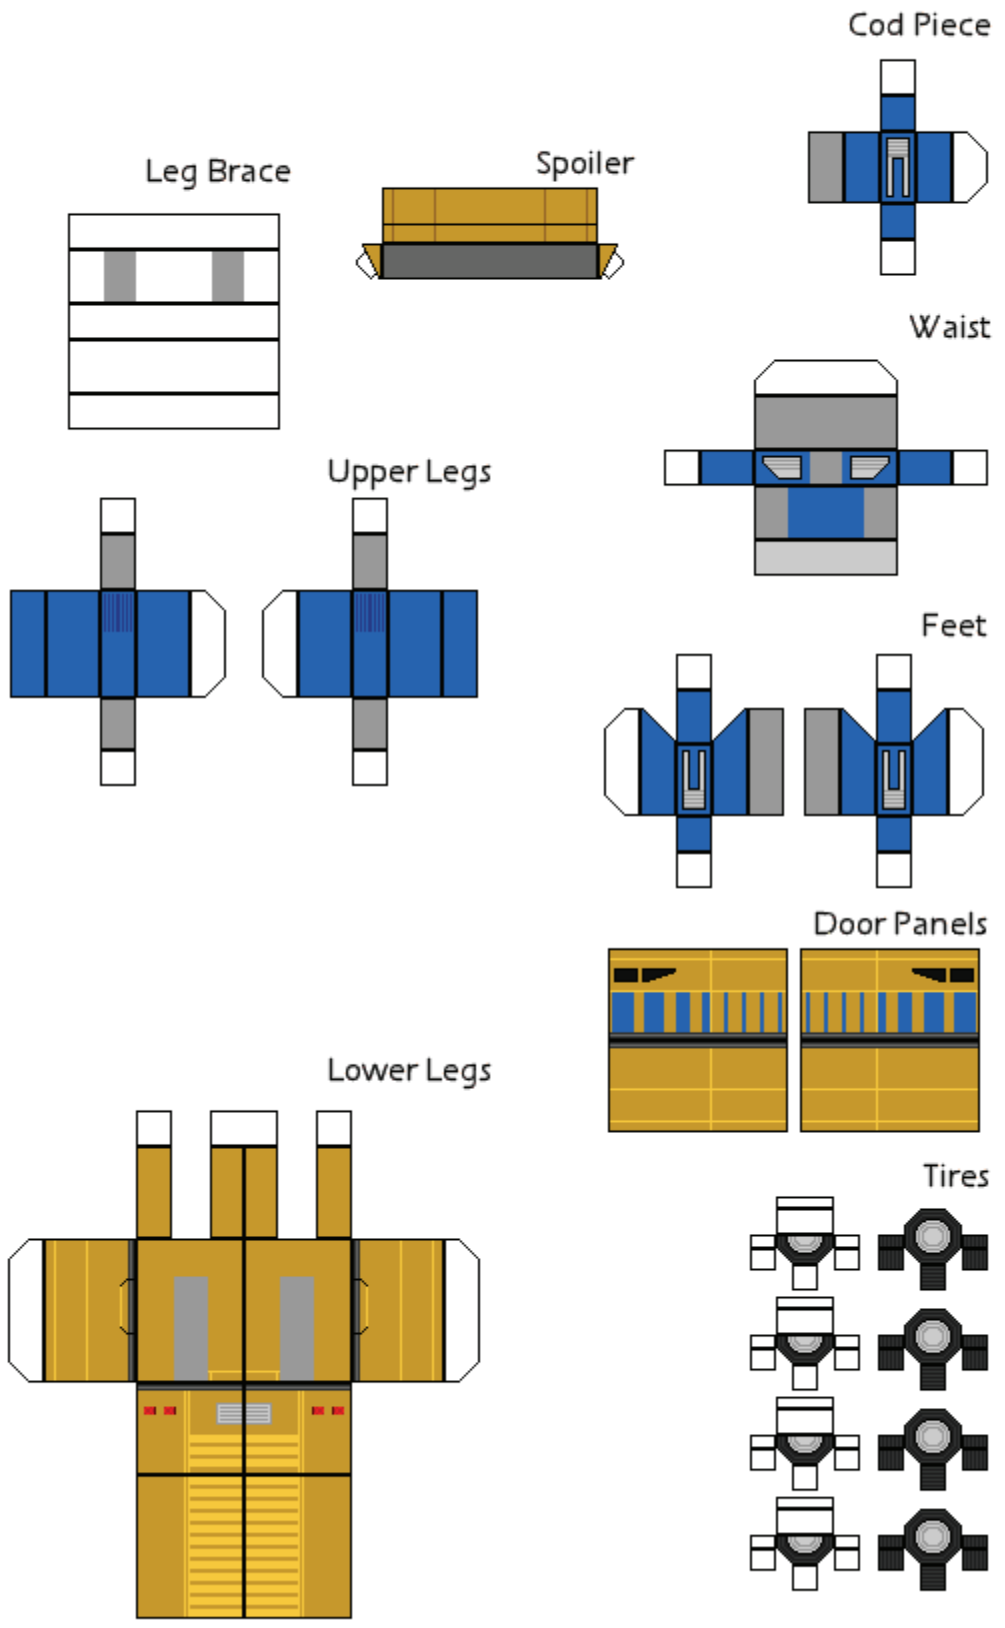 Cod Piece
Leg Brace
Spoiler
Waist
Upper Legs
Feet
Door Panels
Lower Legs
Tires